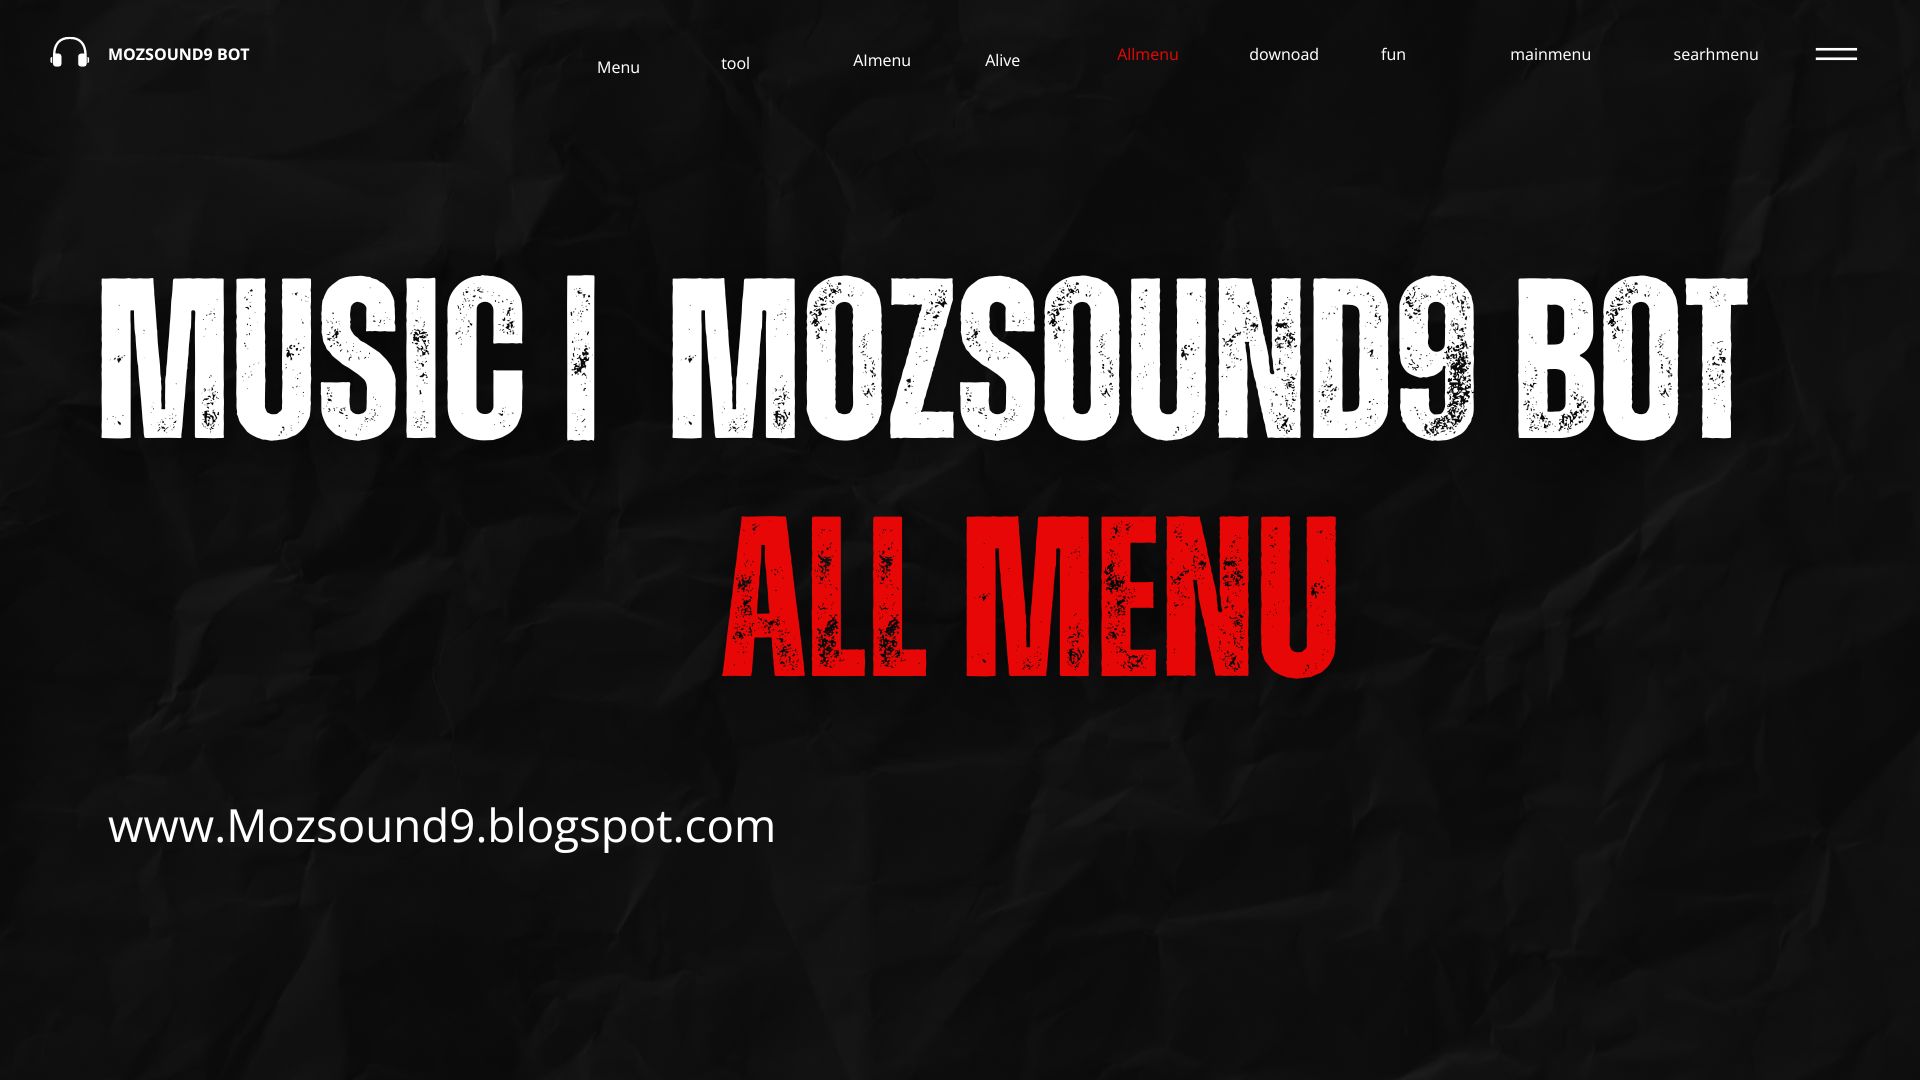 MOZSOUND9 BOT
Menu tool AImenu Alive Allmenu downoad fun mainmenu searhmenu
MUSIC | MOZSOUND9 BOT
ALL MENU
www.Mozsound9.blogspot.com